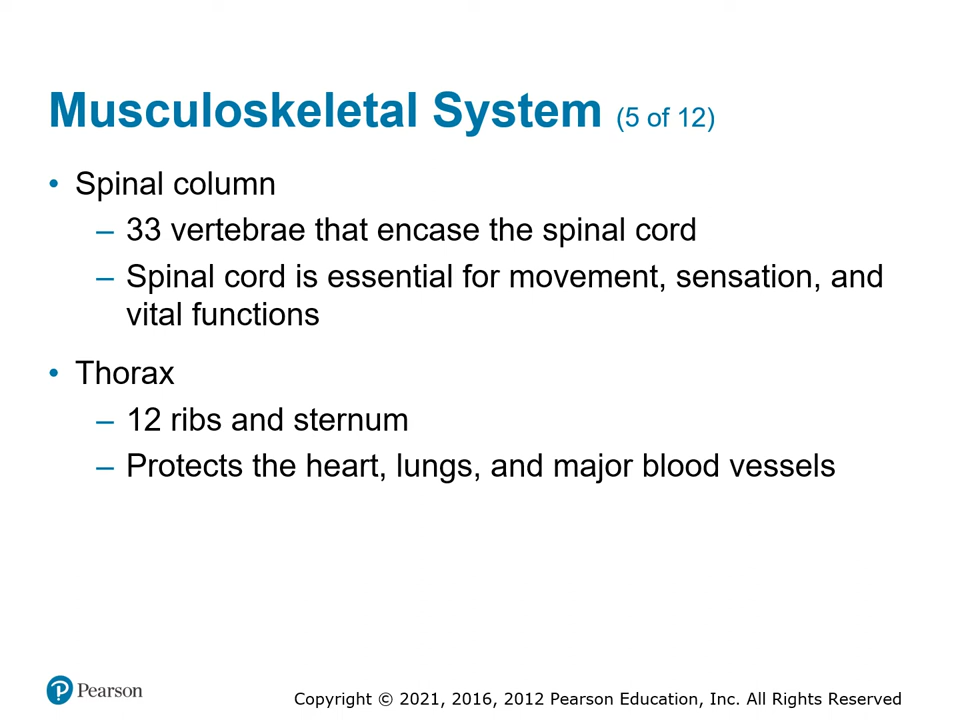 Musculoskeletal System (5 of 12)
• Spinal column
– 33 vertebrae that encase the spinal cord
– Spinal cord is essential for movement, sensation, and
vital functions
• Thorax
– 12 ribs and sternum
– Protects the heart, lungs, and major blood vessels
Pearson
Copyright © 2021, 2016, 2012 Pearson Education, Inc. All Rights Reserved